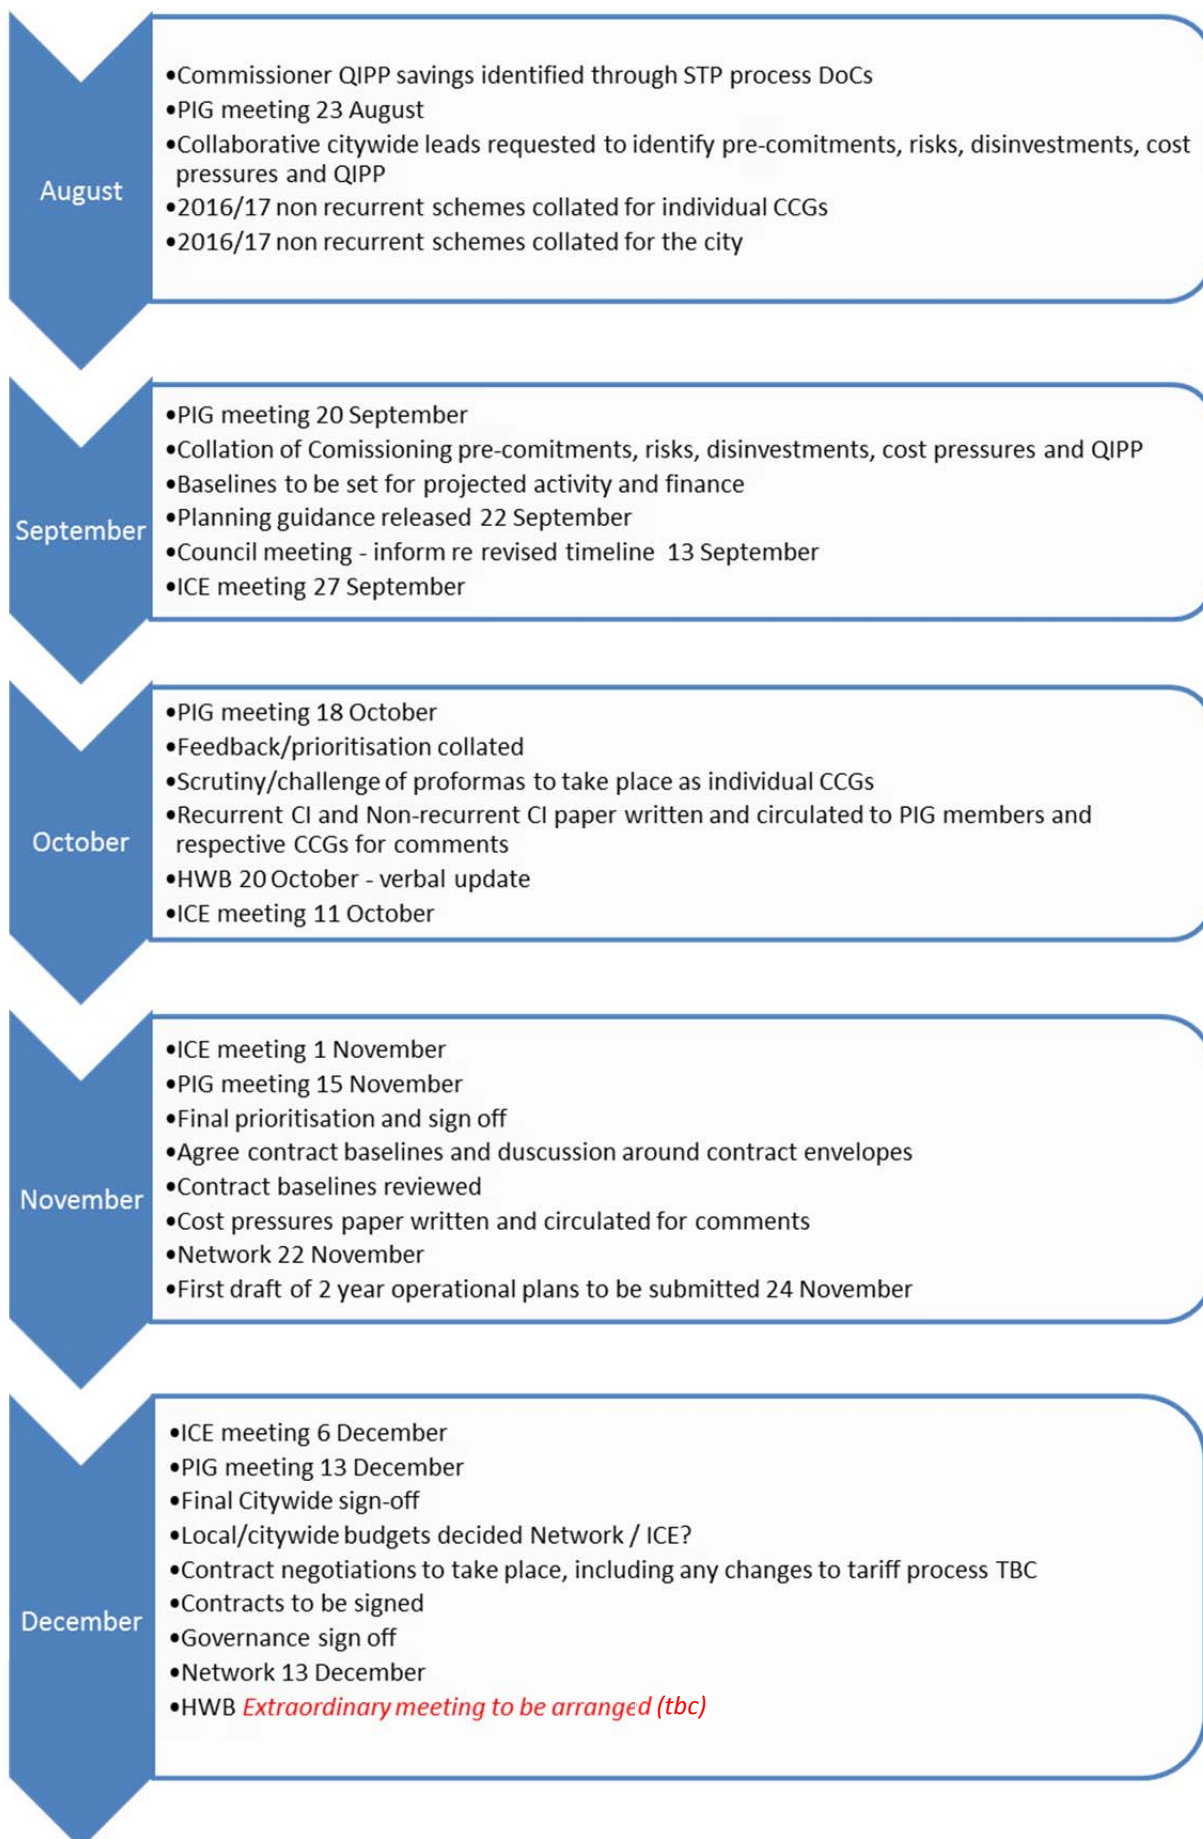 August
•Commissioner QIPP savings identified through STP process DoCs
•PIG meeting 23 August
•Collaborative citywide leads requested to identify pre-comitments, risks, disinvestments, cost
pressures and QIPP
•2016/17 non recurrent schemes collated for individual CCGs
•2016/17 non recurrent schemes collated for the city
September
•PIG meeting 20 September
•Collation of Comissioning pre-comitments, risks, disinvestments, cost pressures and QIPP
•Baselines to be set for projected activity and finance
•Planning guidance released 22 September
•Council meeting - inform re revised timeline 13 September
•ICE meeting 27 September
October
•PIG meeting 18 October
•Feedback/prioritisation collated
•Scrutiny/challenge of proformas to take place as individual CCGs
•Recurrent CI and Non-recurrent CI paper written and circulated to PIG members and
respective CCGs for comments
•HWB 20 October - verbal update
•ICE meeting 11 October
November
•ICE meeting 1 November
•PIG meeting 15 November
•Final prioritisation and sign off
•Agree contract baselines and duscussion around contract envelopes
•Contract baselines reviewed
•Cost pressures paper written and circulated for comments
•Network 22 November
•First draft of 2 year operational plans to be submitted 24 November
December
•ICE meeting 6 December
•PIG meeting 13 December
•Final Citywide sign-off
•Local/citywide budgets decided Network / ICE?
•Contract negotiations to take place, including any changes to tariff process TBC
•Contracts to be signed
•Governance sign off
•Network 13 December
•HWB Extraordinary meeting to be arranged (tbc)